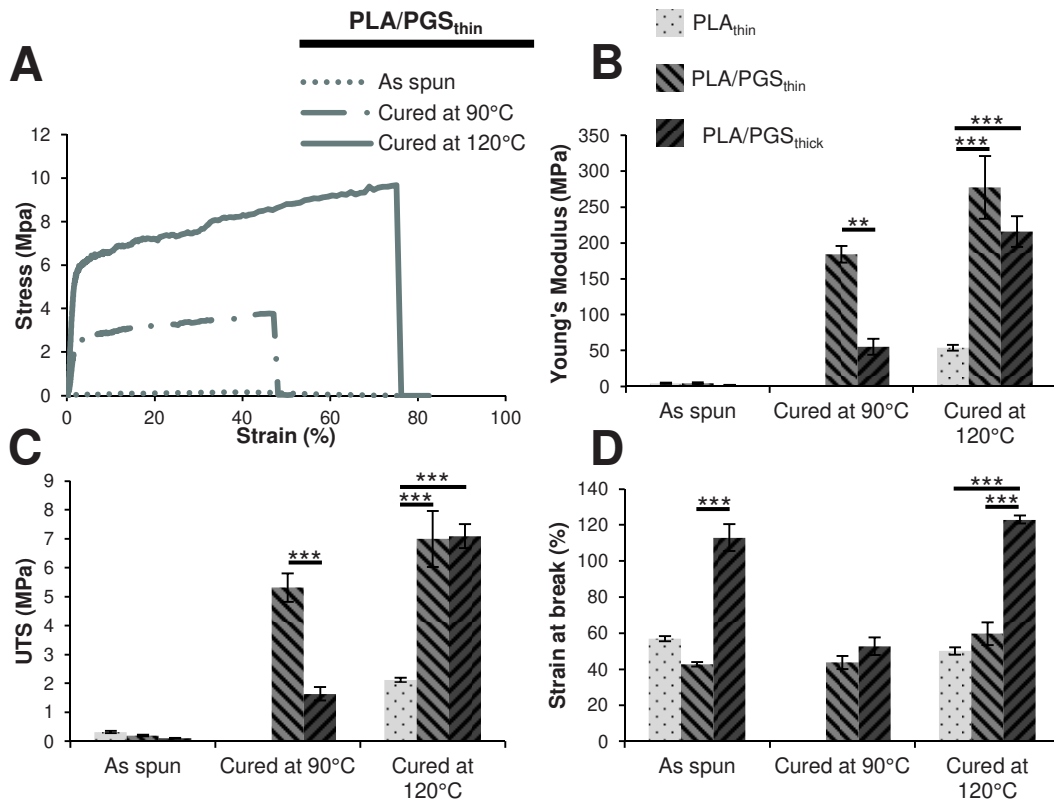 PLA/PGSthin
A
As spun
Cured at 90°C
Cured at 120°C
12
10
8
6
4
2
0
Stress (Mpa)
0 20 40 60 80 100
Strain (%)
B
PLAthin
PLA/PGSthin
PLA/PGSthick
350
300
250
200
150
100
50
0
Young's Modulus (MPa)
**
***
***
As spun Cured at 90°C Cured at
120°C
C
9
8
7
6
5
4
3
2
1
0
UTS (MPa)
***
***
***
As spun Cured at 90°C Cured at
120°C
D
140
120
100
80
60
40
20
0
Strain at break (%)
***
***
***
As spun Cured at 90°C Cured at
120°C